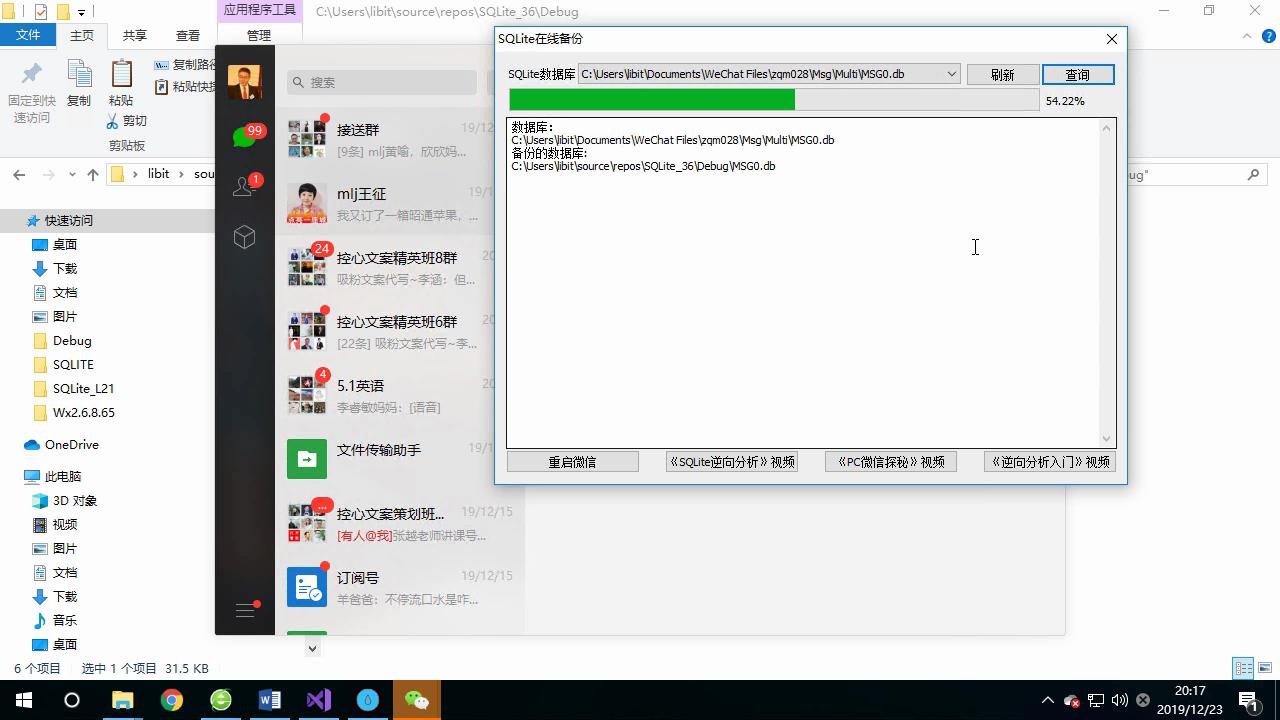 应用程序工具
C:\Users\libit\source\repos\SQLite_36\Debug
文件
主页
共享
查看
管理
固定到快
速访问
复制
粘贴
复制路径
粘贴快捷
剪切
剪贴板
libit
sou
bug"
快速访问
桌面
下载
文档
图片
Debug
SQLITE
SQLite_L21
Wx2.6.8.65
OneDrive
此电脑
3D 对象
视频
图片
文档
下载
音乐
桌面
6 个项目
选中 1 个项目 31.5 KB
99
1
搜索
接送群
19/12
[9条] mlj黄喻，欣欣妈...
mlj王征
19/1
我又订了一箱昭通苹果，...
24
控心文案精英班8群
20
吸粉文案代写~李涵：但...
控心文案精英班6群
20
[22条] 吸粉文案代写~李...
4
5.1英语
20
李睿敏妈妈：[语音]
文件传输助手
19/1
...
控心文案策划班...
19/12/15
[有人@我]张越老师讲课号...
订阅号
19/12/15
羊爸爸：不停流口水是咋...
SQLite在线备份
SQLite数据库
C:\Users\libit\Documents\WeChat Files\zqm028\Msg\Multi\MSG0.db
刷新
查询
54.22%
数据库：
C:\Users\libit\Documents\WeChat Files\zqm028\Msg\Multi\MSG0.db
备份的数据库：
C:\Users\libit\source\repos\SQLite_36\Debug\MSG0.db
重启微信
《SQLite逆向分析》视频
《PC微信探秘》视频
《逆向分析入门》视频
20:17
2019/12/23
1